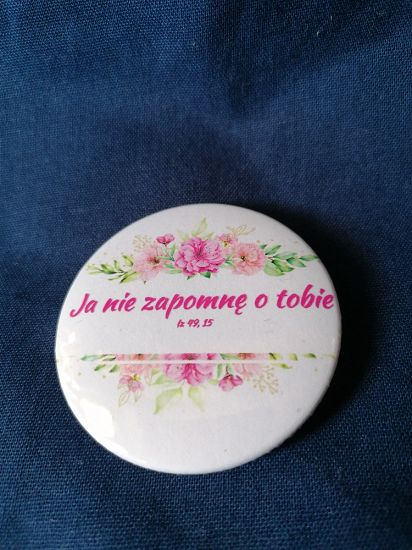 Ja nie zapomnę o tobie
Iz 49, 15